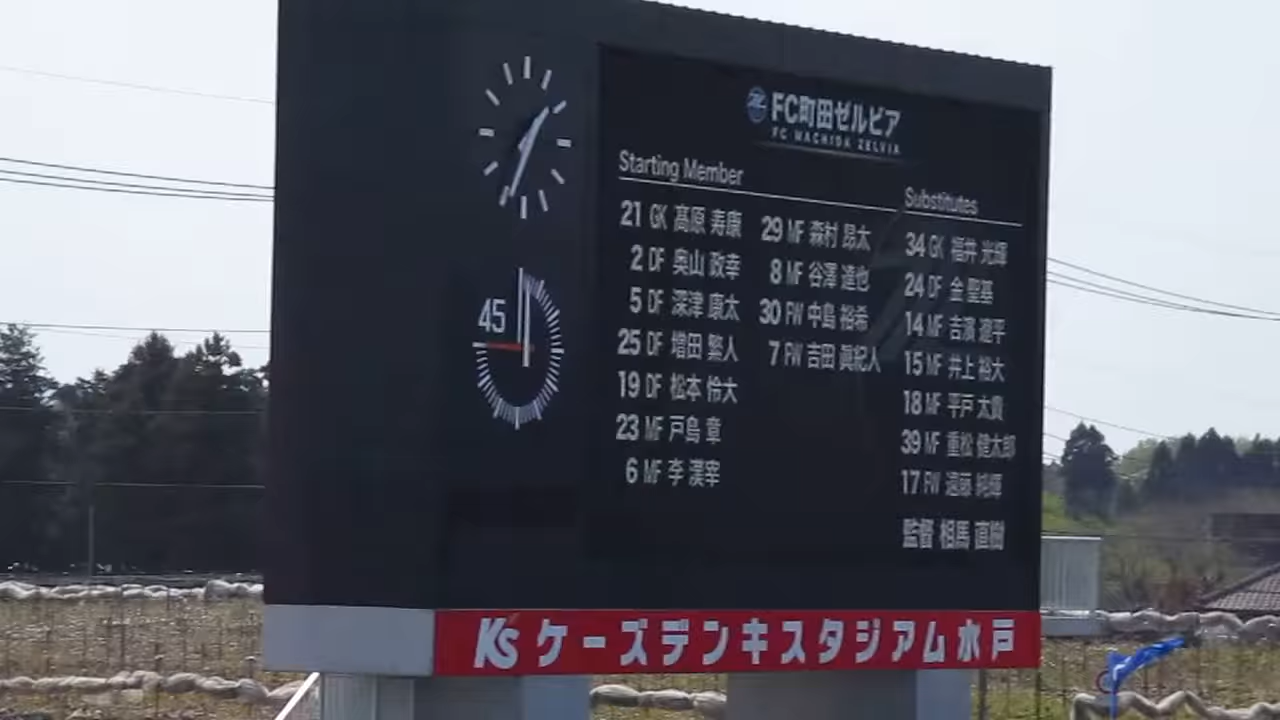 FC町田ゼルビア
FC MACHIDA ZELVIA
Starting Member
21 GK 髙原 寿康
2 DF 奥山 政幸
5 DF 深津 康太
25 DF 増田 繁人
19 DF 松本 怜大
23 MF 戸島 章
6 MF 李 漢宰
29 MF 森村 昂太
8 MF 谷澤 達也
30 FW 中島 裕希
7 FW 吉田 眞紀人
Substitutes
34 GK 福井 光輝
24 DF 金 聖基
14 MF 吉濱 遼平
15 MF 井上 裕大
18 MF 平戸 太貴
39 MF 重松 健太郎
17 FW 遠藤 純輝
監督 相馬 直樹
45
K's ケーズデンキスタジアム水戸